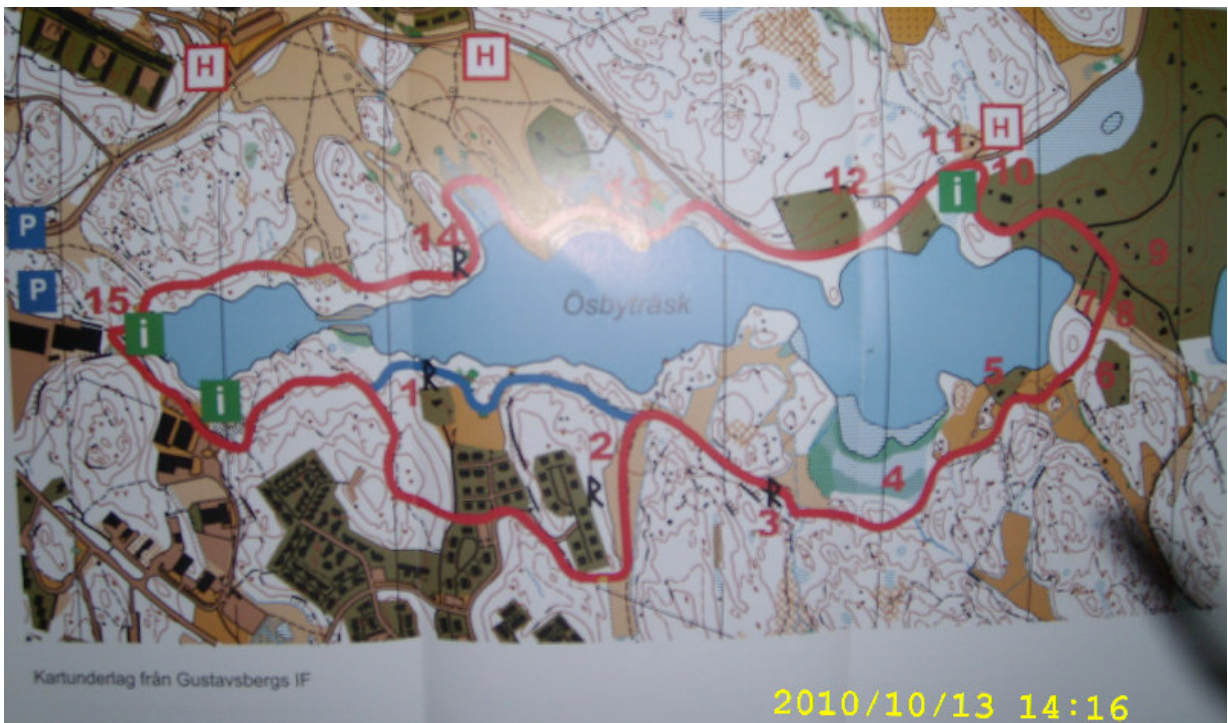 H
H
11
H
10
12
13
i
P
14
R
9
P
15
7
8
Ösbyträsk
i
i
1
R
5
6
2
4
R
R
3
Kartunderlag från Gustavsbergs IF
2010/10/13 14:16